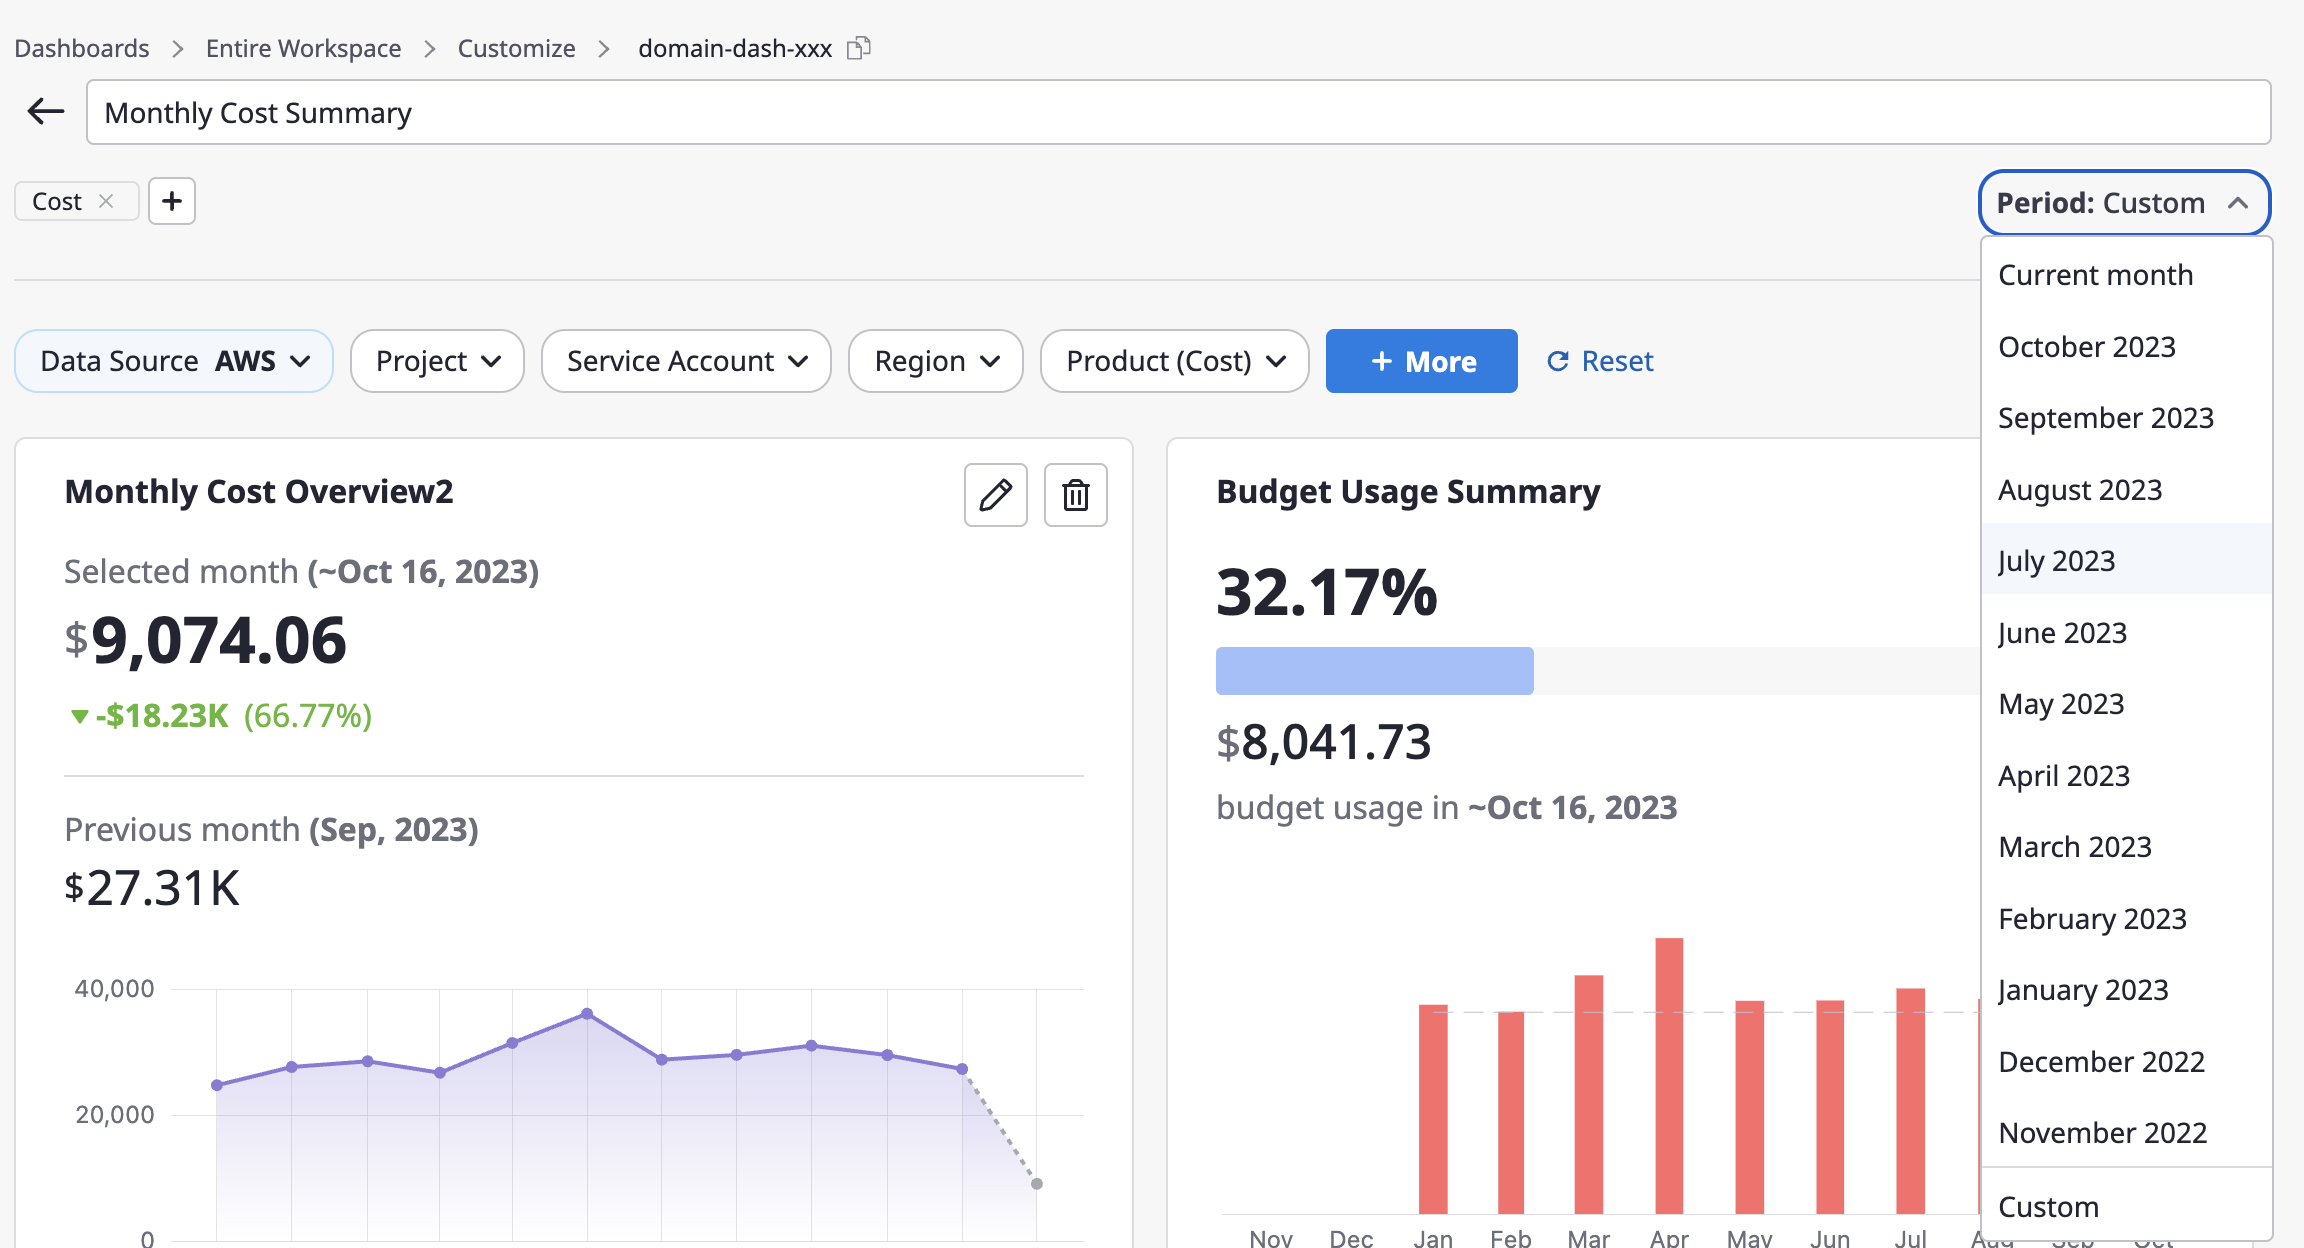 Dashboards > Entire Workspace > Customize > domain-dash-xxx
Monthly Cost Summary
Cost
Period: Custom
Current month
October 2023
September 2023
August 2023
July 2023
June 2023
May 2023
April 2023
March 2023
February 2023
January 2023
December 2022
November 2022
Custom
Data Source AWS
Project
Service Account
Region
Product (Cost)
+ More
Reset
Monthly Cost Overview2
Selected month (~Oct 16, 2023)
$9,074.06
-$18.23K (66.77%)
Previous month (Sep, 2023)
$27.31K
40,000
20,000
0
Budget Usage Summary
32.17%
$8,041.73
budget usage in ~Oct 16, 2023
Nov Dec Jan Feb Mar Apr May Jun Jul Aug Sep Oct